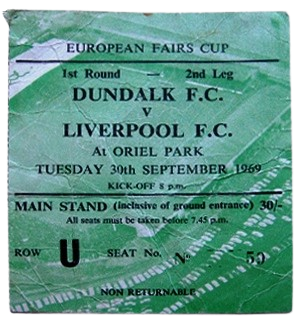 EUROPEAN FAIRS CUP
1st Round — 2nd Leg
DUNDALK F.C.
v
LIVERPOOL F.C.
At ORIEL PARK
TUESDAY 30th SEPTEMBER 1969
KICK-OFF 8 p.m.
MAIN STAND (inclusive of ground entrance) 30/-
All seats must be taken before 7.45 p.m.
ROW U SEAT No. Nº 50
NON RETURNABLE